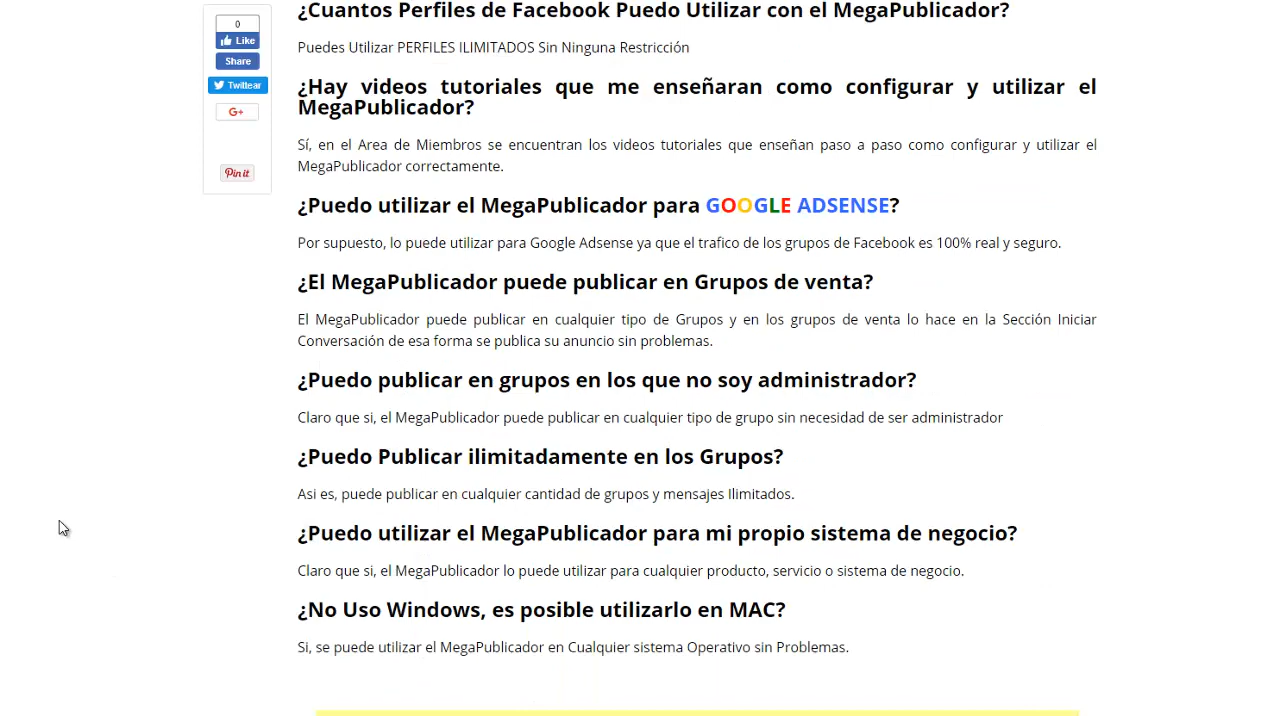 ¿Cuantos Perfiles de Facebook Puedo Utilizar con el MegaPublicador?
0
Like
Share
Twittear
G+
Pin it
Puedes Utilizar PERFILES ILIMITADOS Sin Ninguna Restricción
¿Hay videos tutoriales que me enseñaran como configurar y utilizar el
MegaPublicador?
Sí, en el Area de Miembros se encuentran los videos tutoriales que enseñan paso a paso como configurar y utilizar el
MegaPublicador correctamente.
¿Puedo utilizar el MegaPublicador para GOOGLE ADSENSE?
Por supuesto, lo puede utilizar para Google Adsense ya que el trafico de los grupos de Facebook es 100% real y seguro.
¿El MegaPublicador puede publicar en Grupos de venta?
El MegaPublicador puede publicar en cualquier tipo de Grupos y en los grupos de venta lo hace en la Sección Iniciar
Conversación de esa forma se publica su anuncio sin problemas.
¿Puedo publicar en grupos en los que no soy administrador?
Claro que si, el MegaPublicador puede publicar en cualquier tipo de grupo sin necesidad de ser administrador
¿Puedo Publicar ilimitadamente en los Grupos?
Asi es, puede publicar en cualquier cantidad de grupos y mensajes Ilimitados.
¿Puedo utilizar el MegaPublicador para mi propio sistema de negocio?
Claro que si, el MegaPublicador lo puede utilizar para cualquier producto, servicio o sistema de negocio.
¿No Uso Windows, es posible utilizarlo en MAC?
Si, se puede utilizar el MegaPublicador en Cualquier sistema Operativo sin Problemas.